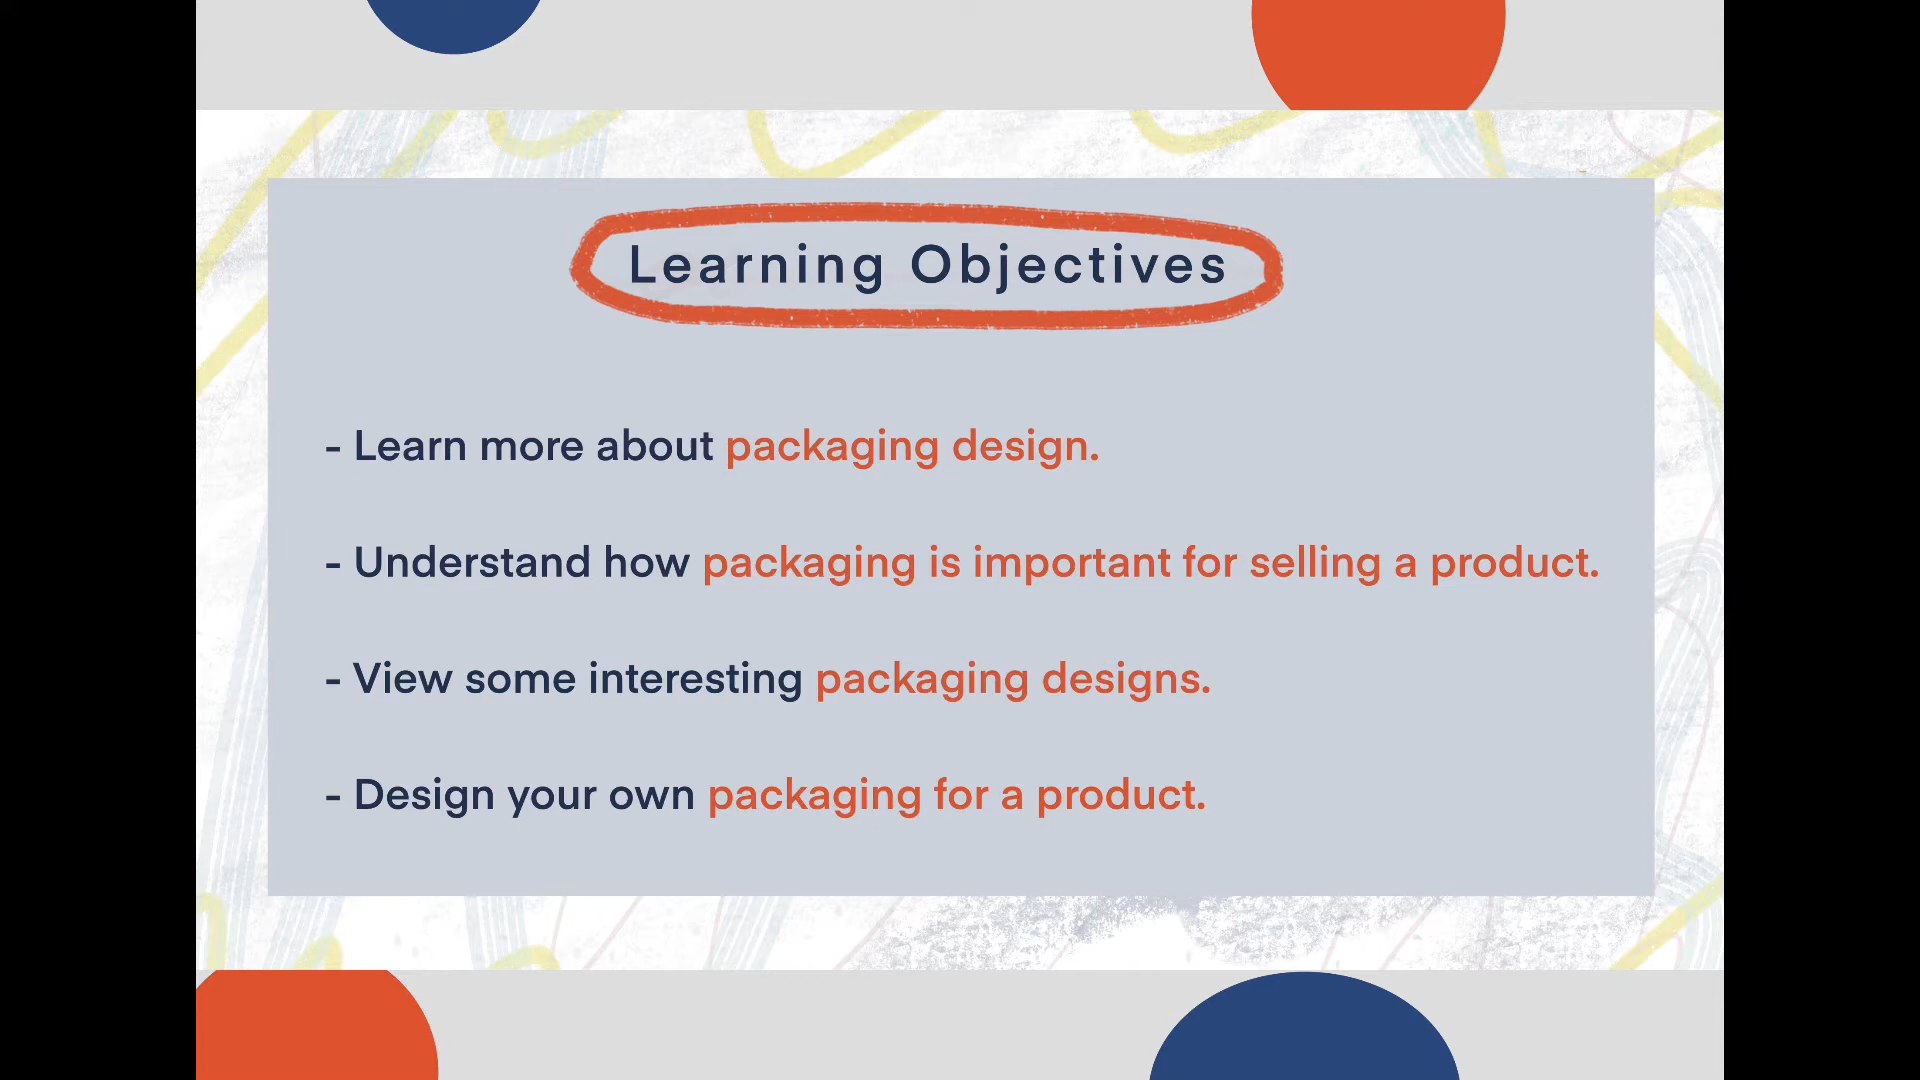 Learning Objectives
- Learn more about packaging design.
- Understand how packaging is important for selling a product.
- View some interesting packaging designs.
- Design your own packaging for a product.